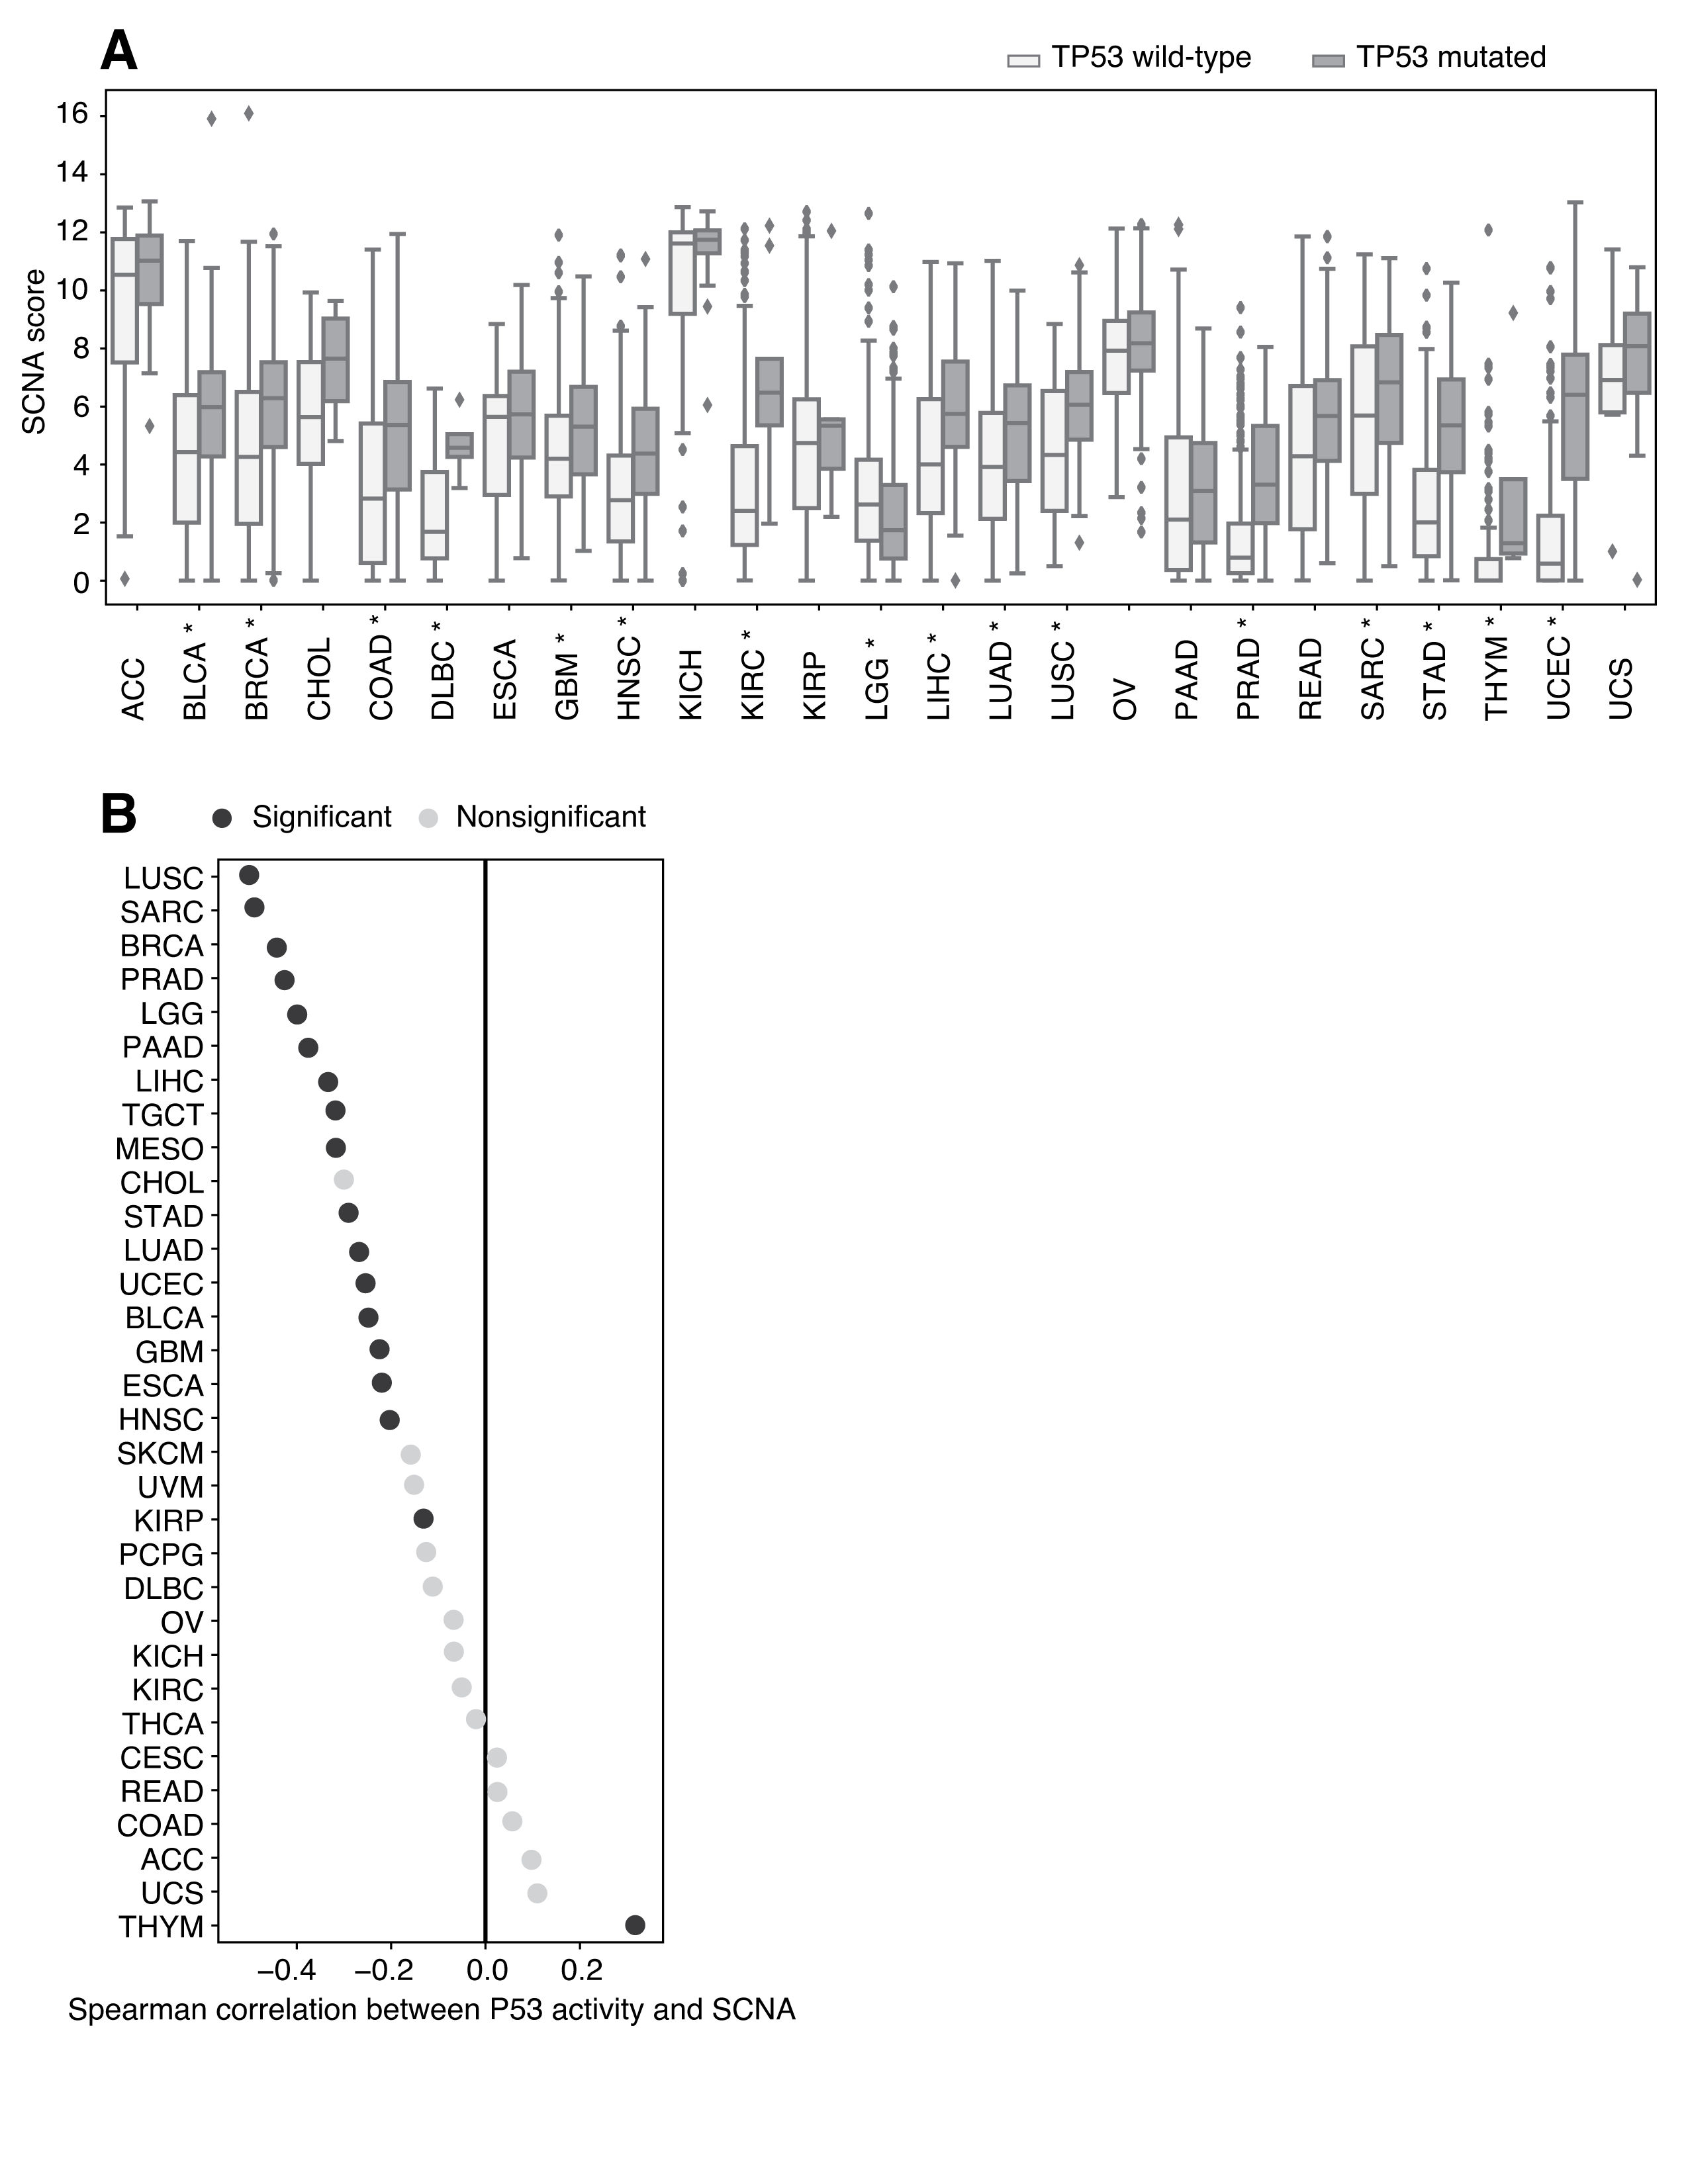 A
TP53 wild-type
TP53 mutated
SCNA score
16
14
12
10
8
6
4
2
0
ACC
BLCA *
BRCA *
CHOL
COAD *
DLBC *
ESCA
GBM *
HNSC *
KICH
KIRC *
KIRP
LGG *
LIHC *
LUAD *
LUSC *
OV
PAAD
PRAD *
READ
SARC *
STAD *
THYM *
UCEC *
UCS
B
Significant
Nonsignificant
LUSC
SARC
BRCA
PRAD
LGG
PAAD
LIHC
TGCT
MESO
CHOL
STAD
LUAD
UCEC
BLCA
GBM
ESCA
HNSC
SKCM
UVM
KIRP
PCPG
DLBC
OV
KICH
KIRC
THCA
CESC
READ
COAD
ACC
UCS
THYM
−0.4 −0.2 0.0 0.2
Spearman correlation between P53 activity and SCNA